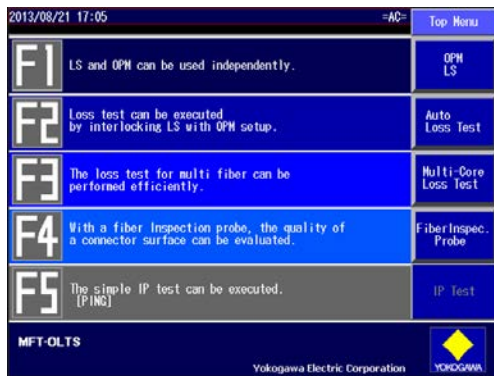 2013/08/21 17:05 =AC= Top Menu
F1 LS and OPM can be used independently. OPM
LS
F2 Loss test can be executed
by interlocking LS with OPM setup. Auto
Loss Test
F3 The loss test for multi fiber can be
performed efficiently. Multi-Core
Loss Test
F4 With a fiber Inspection probe, the quality of
a connector surface can be evaluated. FiberInspec.
Probe
F5 The simple IP test can be executed.
[PING] IP Test
MFT-OLTS
Yokogawa Electric Corporation YOKOGAWA